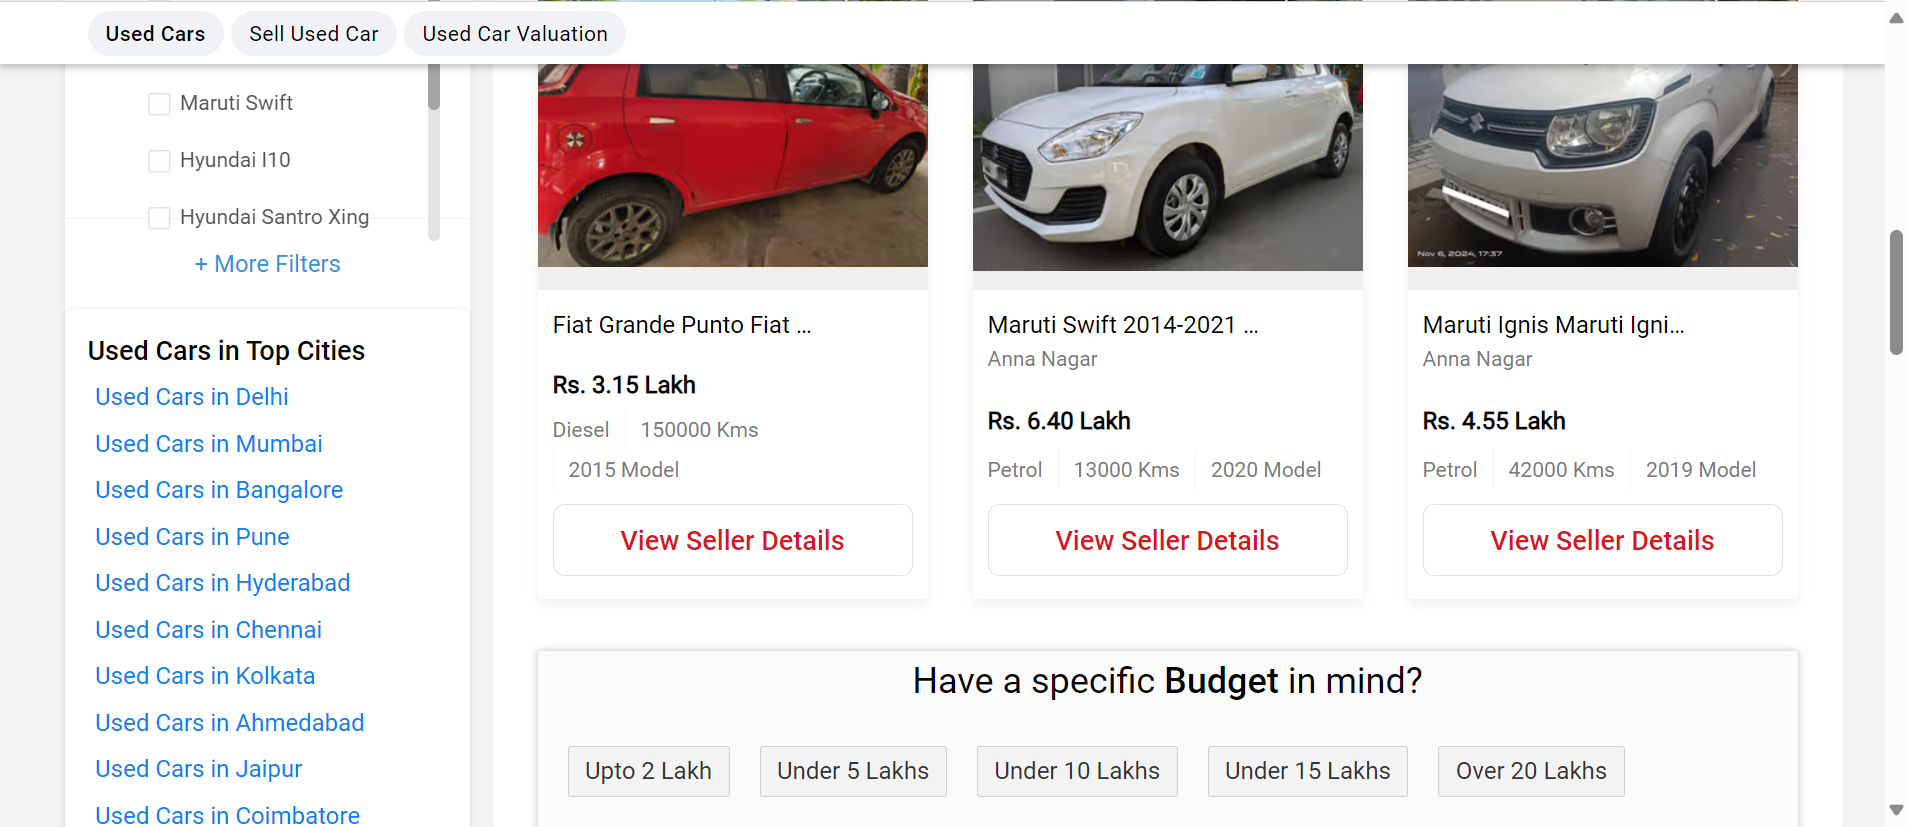 Used Cars
Sell Used Car
Used Car Valuation
Maruti Swift
Hyundai I10
Hyundai Santro Xing
+ More Filters
Used Cars in Top Cities
Used Cars in Delhi
Used Cars in Mumbai
Used Cars in Bangalore
Used Cars in Pune
Used Cars in Hyderabad
Used Cars in Chennai
Used Cars in Kolkata
Used Cars in Ahmedabad
Used Cars in Jaipur
Used Cars in Coimbatore
Fiat Grande Punto Fiat ...
Rs. 3.15 Lakh
Diesel
150000 Kms
2015 Model
View Seller Details
Maruti Swift 2014-2021 ...
Anna Nagar
Rs. 6.40 Lakh
Petrol
13000 Kms
2020 Model
View Seller Details
Nov 6, 2024, 17:37
Maruti Ignis Maruti Igni...
Anna Nagar
Rs. 4.55 Lakh
Petrol
42000 Kms
2019 Model
View Seller Details
Have a specific Budget in mind?
Upto 2 Lakh
Under 5 Lakhs
Under 10 Lakhs
Under 15 Lakhs
Over 20 Lakhs